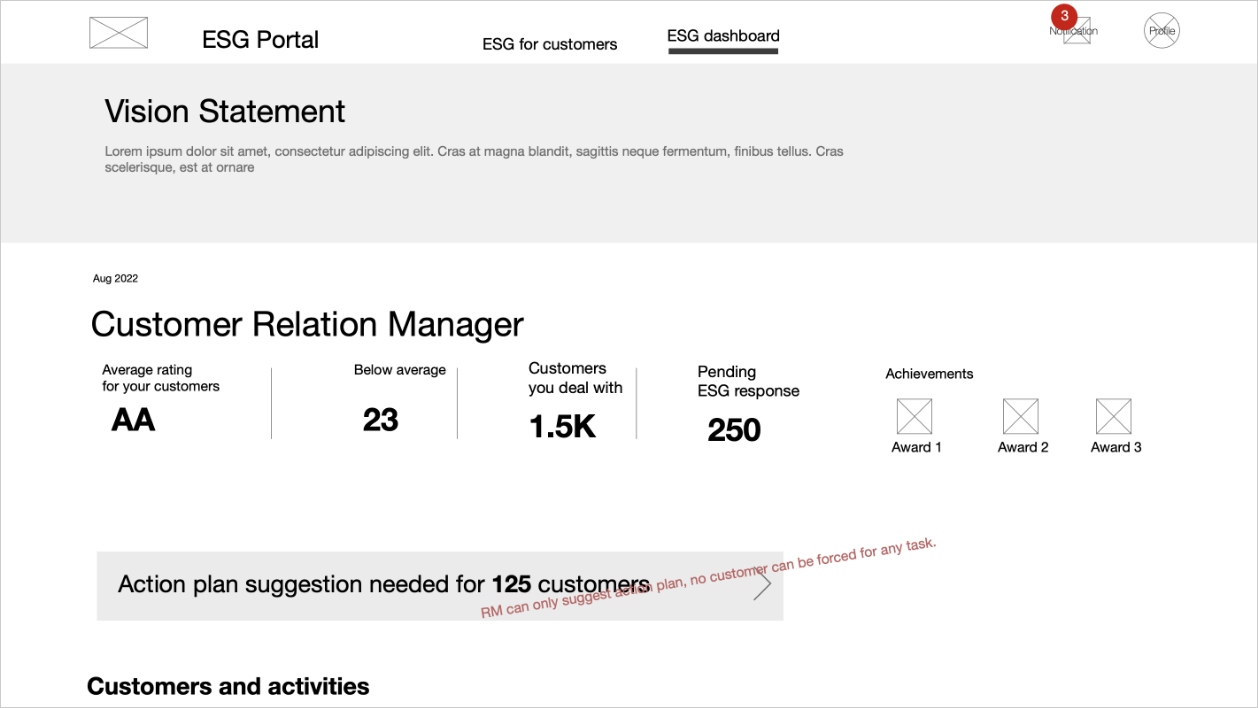 ESG Portal
ESG for customers
ESG dashboard
3
Notification
Profile
Vision Statement
Lorem ipsum dolor sit amet, consectetur adipiscing elit. Cras at magna blandit, sagittis neque fermentum, finibus tellus. Cras
scelerisque, est at ornare
Aug 2022
Customer Relation Manager
Average rating
for your customers
AA
Below average
23
Customers
you deal with
1.5K
Pending
ESG response
250
Achievements
Award 1
Award 2
Award 3
Action plan suggestion needed for 125 customers
RM can only suggest action plan, no customer can be forced for any task.
Customers and activities